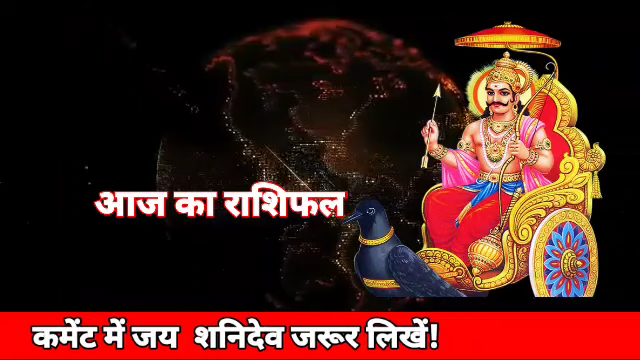 आज का राशिफल
कमेंट में जय शनिदेव जरूर लिखें!